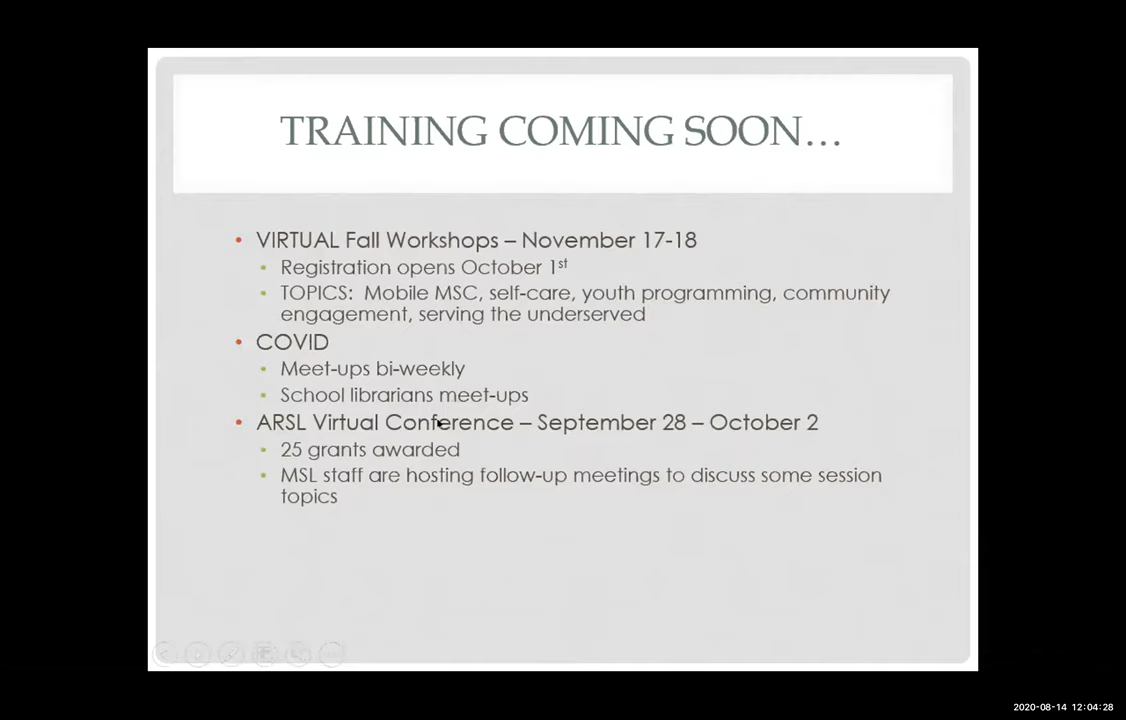 TRAINING COMING SOON...
• VIRTUAL Fall Workshops – November 17-18
• Registration opens October 1st
• TOPICS: Mobile MSC, self-care, youth programming, community
engagement, serving the underserved
• COVID
• Meet-ups bi-weekly
• School librarians meet-ups
• ARSL Virtual Conference – September 28 – October 2
• 25 grants awarded
• MSL staff are hosting follow-up meetings to discuss some session
topics
2020-08-14 12:04:28